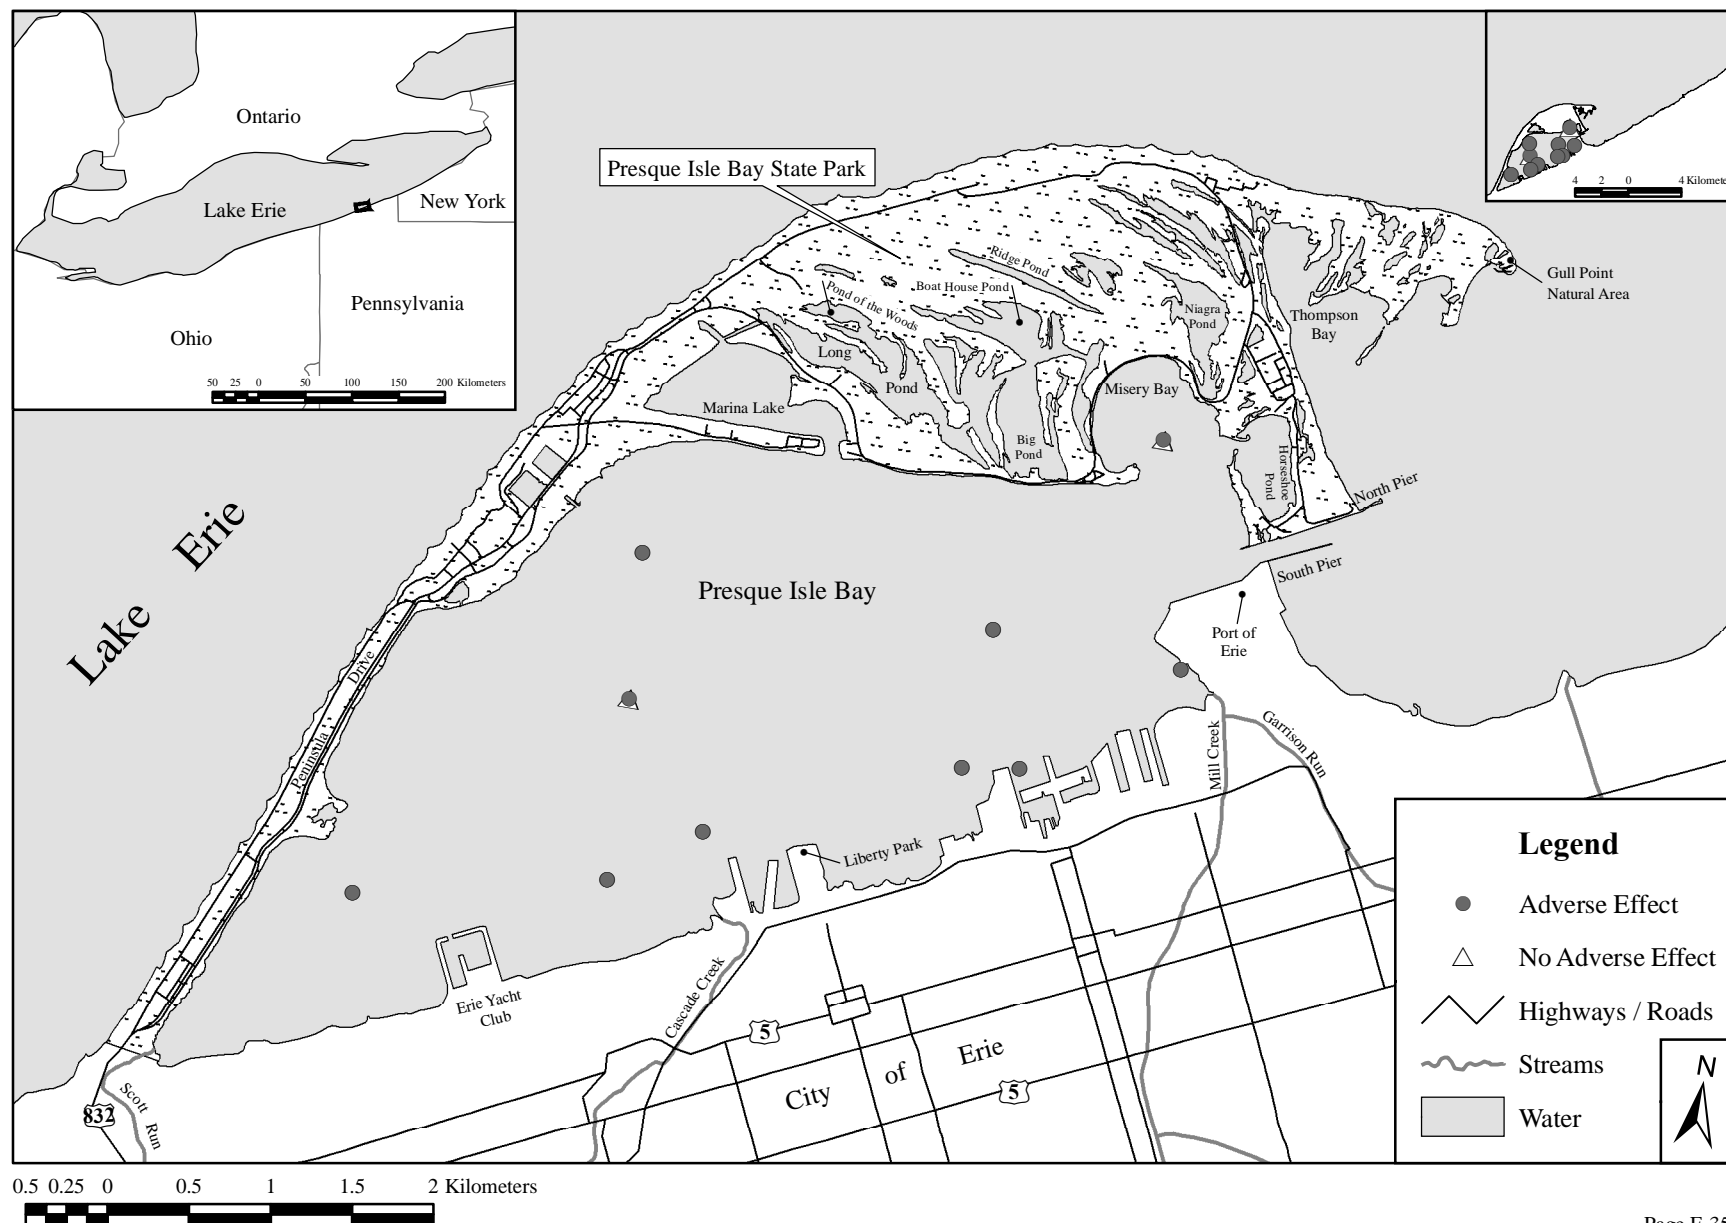 Ontario
Lake Erie
New York
Pennsylvania
Ohio
50 25 0 50 100 150 200 Kilometers
4 2 0 4
Presque Isle Bay State Park
Gull Point
Natural Area
Ridge Pond
Boat House Pond
Pond of the Woods
Niagra
Pond
Thompson
Bay
Long
Pond
Misery Bay
Marina Lake
Big
Pond
Horseshoe
Pond
North Pier
South Pier
Lake Erie
Presque Isle Bay
Port of
Erie
Peninsula Drive
Mill Creek
Garrison Run
Liberty Park
Erie Yacht
Club
Cascade Creek
5
City of Erie
5
832
Scott Run
Legend
Adverse Effect
No Adverse Effect
Highways / Roads
Streams
Water
N
0.5 0.25 0 0.5 1 1.5 2 Kilometers